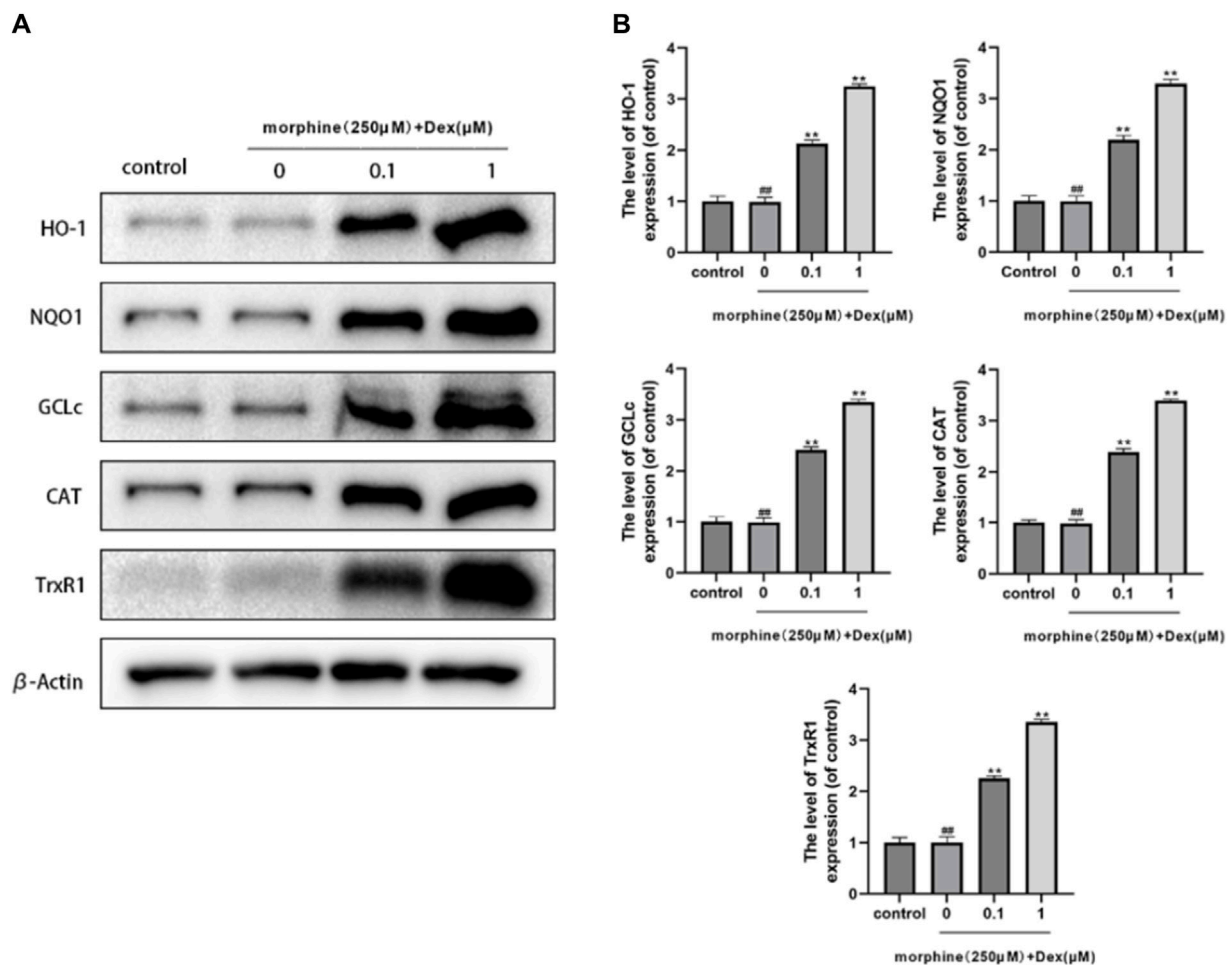 A
morphine(250μM)+Dex(μM)
control 0 0.1 1
HO-1
NQO1
GCLc
CAT
TrxR1
β-Actin
B
The level of HO-1
expression (of control)
4
3
2
1
0
##
**
**
control 0 0.1 1
morphine(250μM)+Dex(μM)
The level of NQO1
expression (of control)
4
3
2
1
0
##
**
**
Control 0 0.1 1
morphine(250μM)+Dex(μM)
The level of GCLc
expression (of control)
4
3
2
1
0
##
**
**
control 0 0.1 1
morphine(250μM)+Dex(μM)
The level of CAT
expression (of control)
4
3
2
1
0
##
**
**
control 0 0.1 1
morphine(250μM)+Dex(μM)
The level of TrxR1
expression (of control)
4
3
2
1
0
##
**
**
control 0 0.1 1
morphine(250μM)+Dex(μM)